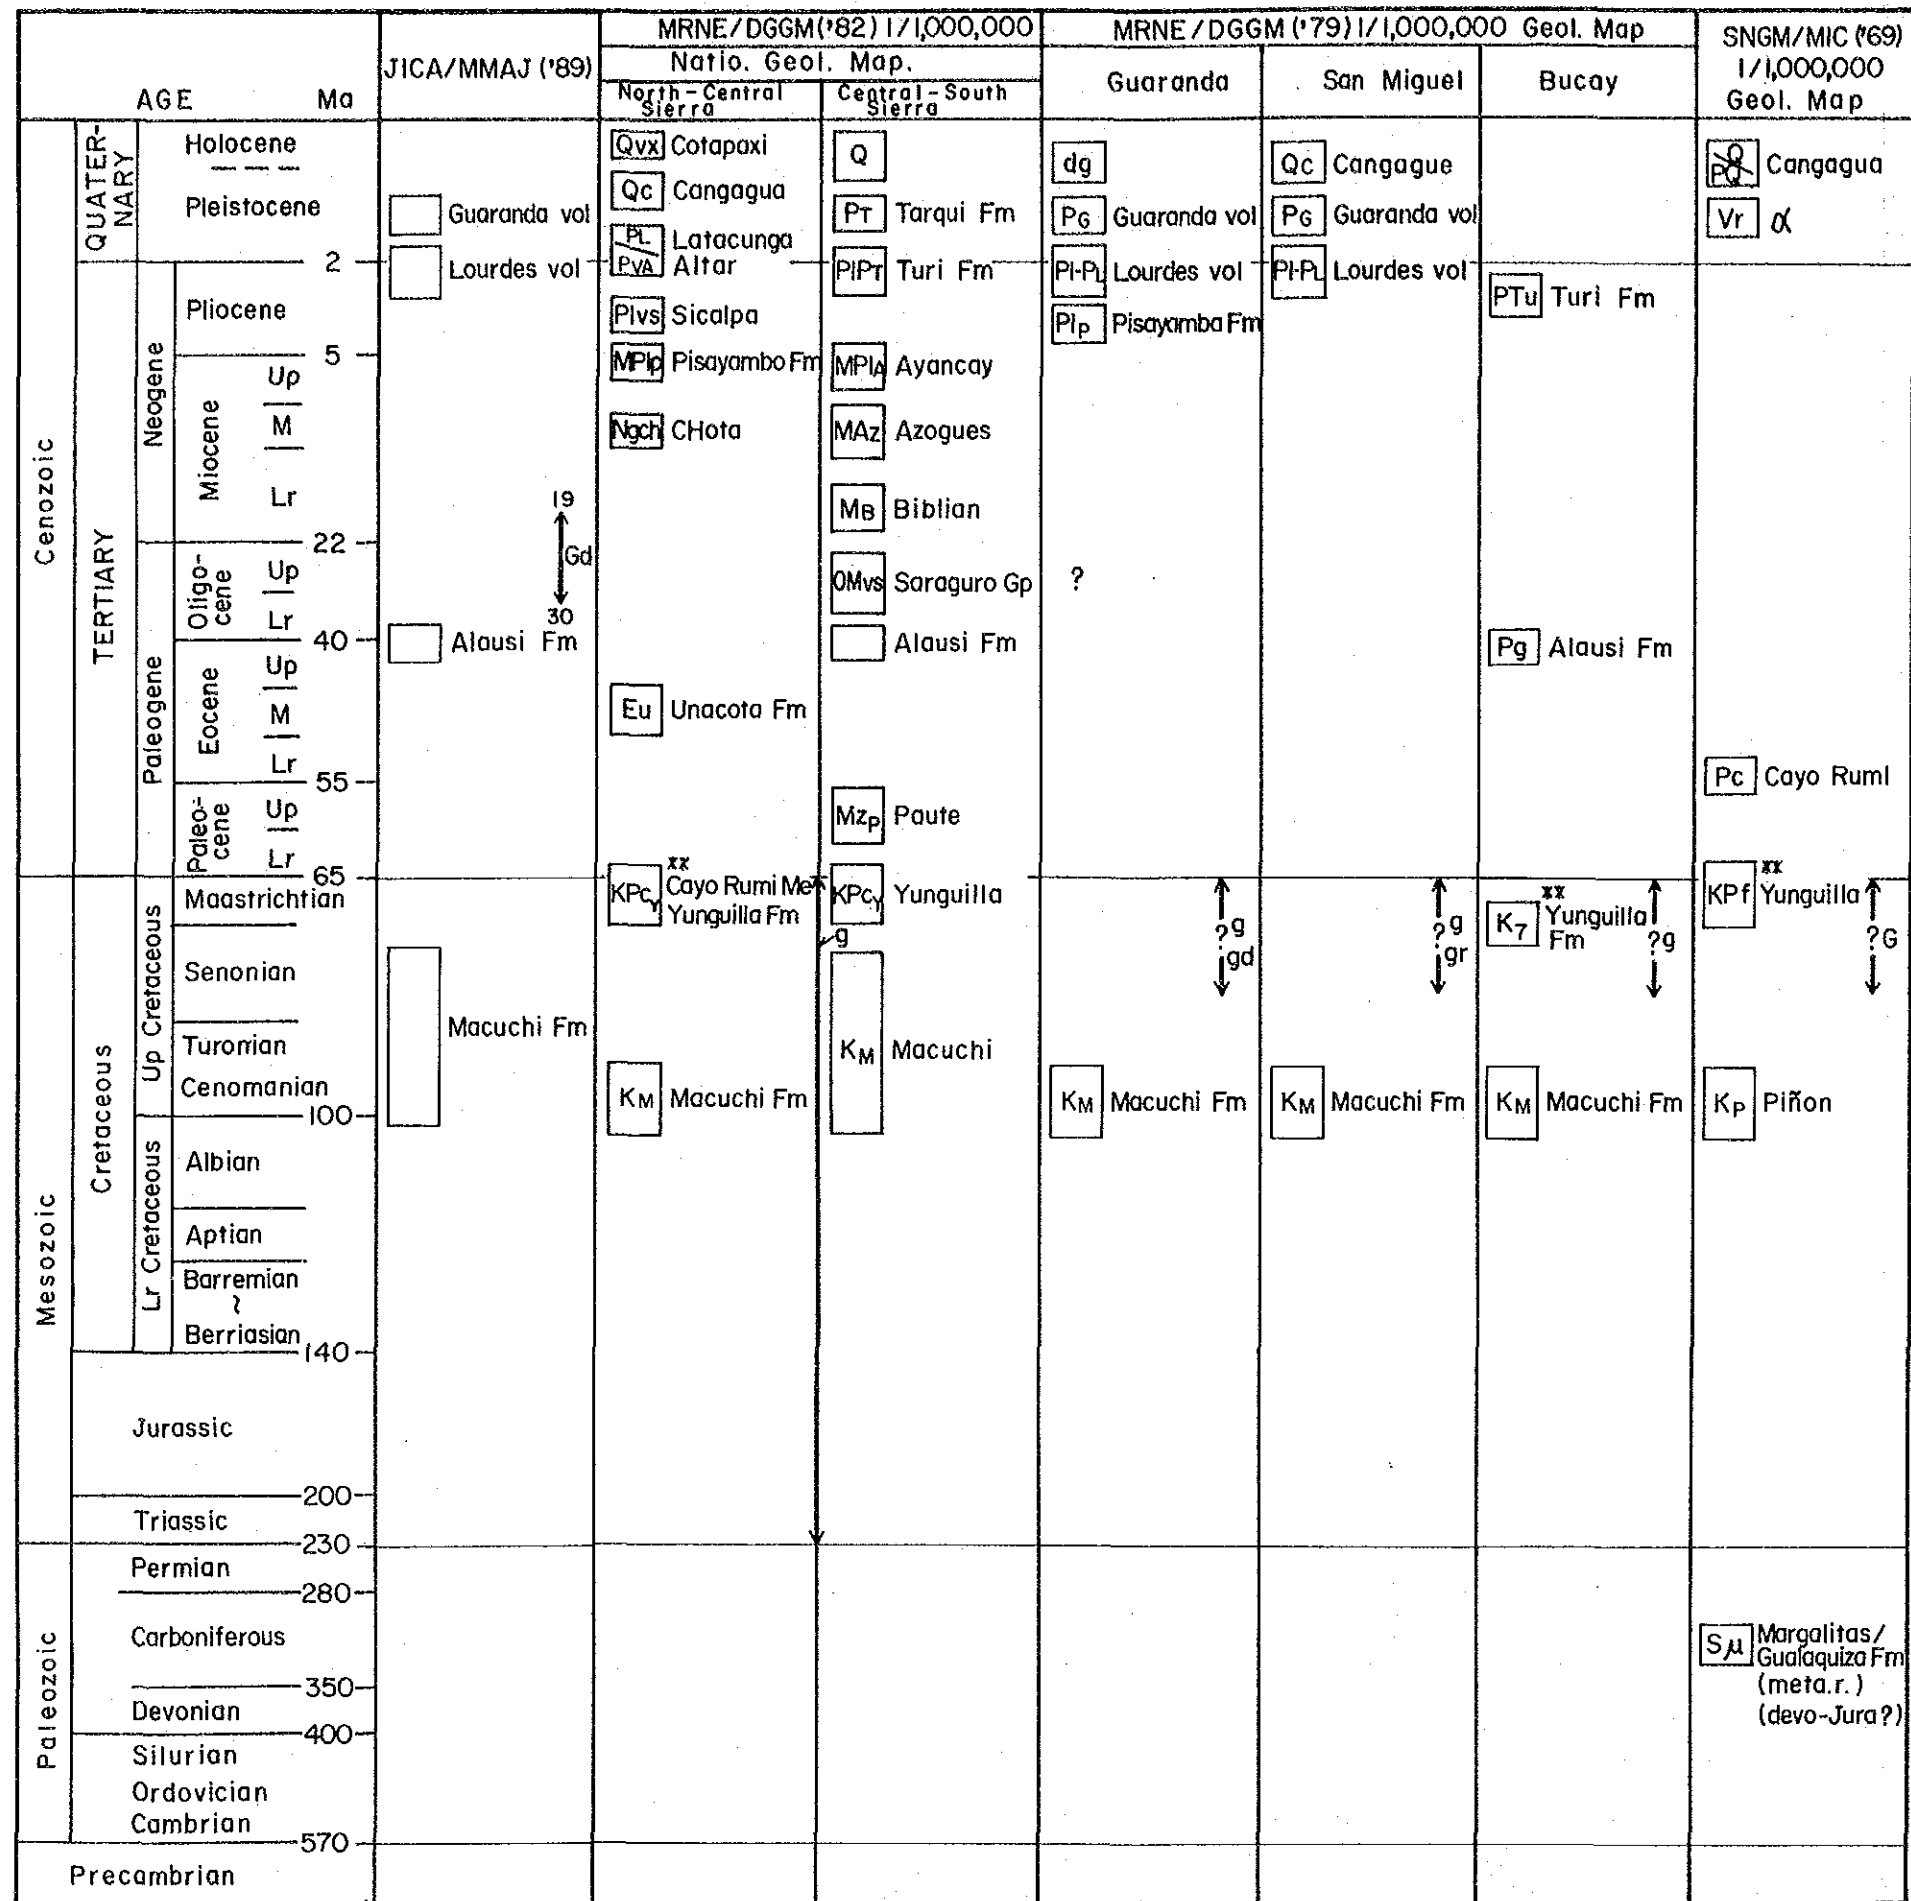 AGE Ma
JICA/MMAJ ('89)
MRNE/DGGM('82) 1/1,000,000
Natio. Geol. Map.
North-Central
Sierra
Central-South
Sierra
MRNE/DGGM ('79) 1/1,000,000 Geol. Map
Guaranda
San Miguel
Bucay
SNGM/MIC ('69)
1/1,000,000
Geol. Map
Cenozoic
QUATER-
NARY
Holocene
Pleistocene
2
TERTIARY
Neogene
Pliocene
5
Miocene
Up
M
Lr
22
Paleogene
Oligo-
cene
Up
Lr
40
Eocene
Up
M
Lr
55
Paleo-
cene
Up
Lr
65
Mesozoic
Cretaceous
Up Cretaceous
Maastrichtian
Senonian
Turonian
Cenomanian
100
Lr Cretaceous
Albian
Aptian
Barremian
~
Berriasian
140
Jurassic
200
Triassic
230
Paleozoic
Permian
280
Carboniferous
350
Devonian
400
Silurian
Ordovician
Cambrian
570
Precambrian
Guaranda vol
Lourdes vol
19
Gd
30
Alausi Fm
Macuchi Fm
Qvx Cotapaxi
Qc Cangagua
PL Latacunga
PVA Altar
Plvs Sicalpa
MPlp Pisayambo Fm
Ngch CHota
Eu Unacota Fm
**
KPcy Cayo Rumi Me
Yunguilla Fm
KM Macuchi Fm
g
Q
PT Tarqui Fm
PlPT Turi Fm
MPlA Ayancay
MAz Azogues
MB Biblian
OMvs Saraguro Gp
Alausi Fm
MzP Paute
KPcy Yunguilla
KM Macuchi
dg
PG Guaranda vol
Pl-PL Lourdes vol
Plp Pisayamba Fm
?
?g
gd
KM Macuchi Fm
Qc Cangague
PG Guaranda vol
Pl-PL Lourdes vol
?g
gr
KM Macuchi Fm
PTu Turi Fm
Pg Alausi Fm
**
K7 Yunguilla
Fm
?g
KM Macuchi Fm
Q
PQ Cangagua
Vr α
Pc Cayo RumI
**
KPf Yunguilla
?G
KP Piñon
Sμ Margalitas/
Gualaquiza Fm
(meta.r.)
(devo-Jura?)